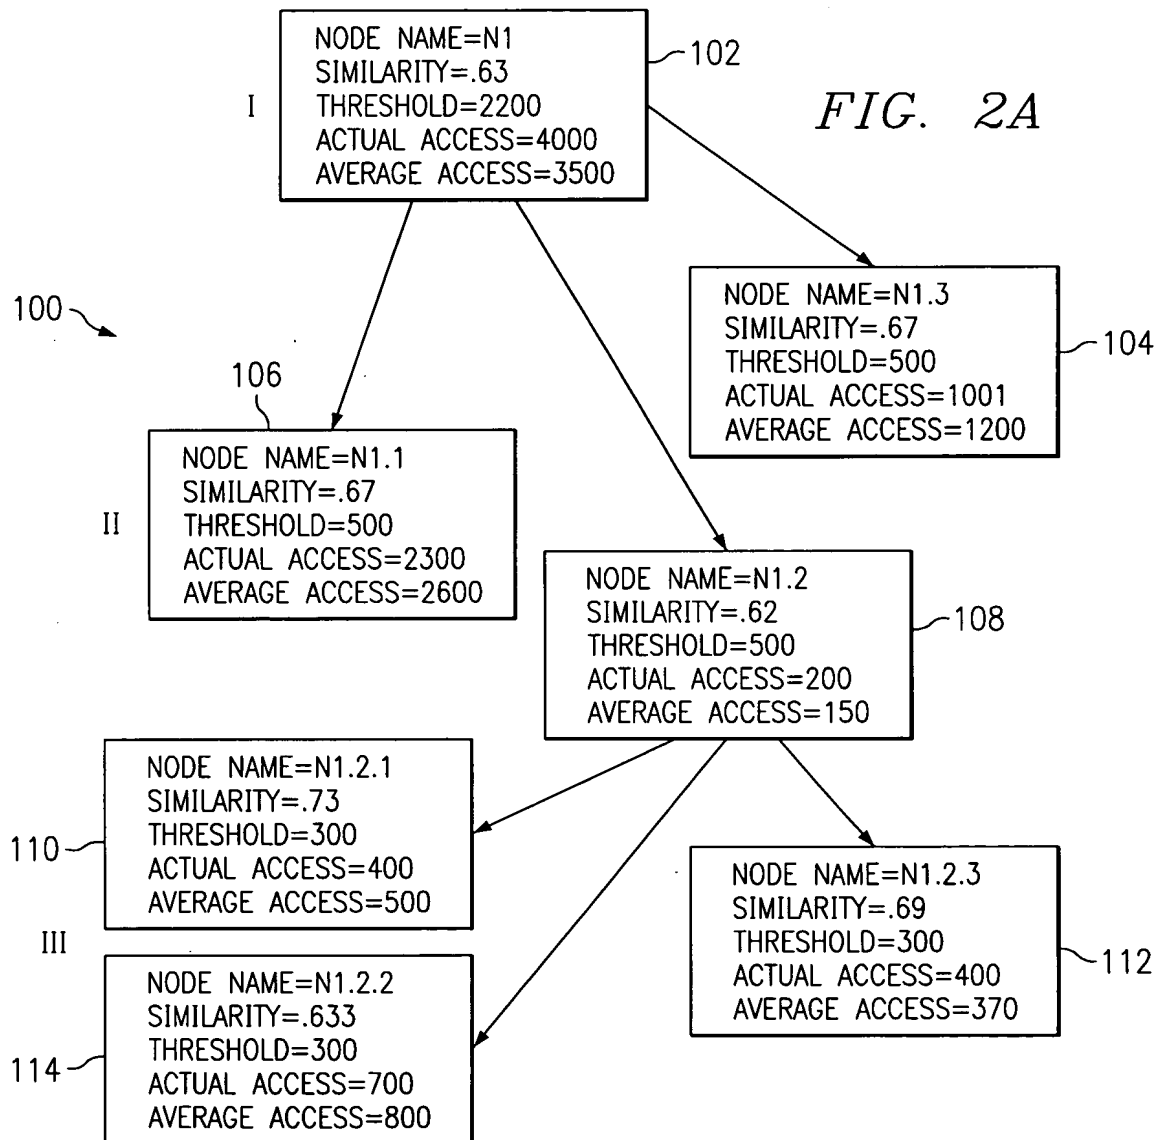 NODE NAME=N1
SIMILARITY=.63
THRESHOLD=2200
ACTUAL ACCESS=4000
AVERAGE ACCESS=3500
102
I
FIG. 2A
NODE NAME=N1.3
SIMILARITY=.67
THRESHOLD=500
ACTUAL ACCESS=1001
AVERAGE ACCESS=1200
104
100
106
NODE NAME=N1.1
SIMILARITY=.67
THRESHOLD=500
ACTUAL ACCESS=2300
AVERAGE ACCESS=2600
II
NODE NAME=N1.2
SIMILARITY=.62
THRESHOLD=500
ACTUAL ACCESS=200
AVERAGE ACCESS=150
108
NODE NAME=N1.2.1
SIMILARITY=.73
THRESHOLD=300
ACTUAL ACCESS=400
AVERAGE ACCESS=500
110
III
NODE NAME=N1.2.3
SIMILARITY=.69
THRESHOLD=300
ACTUAL ACCESS=400
AVERAGE ACCESS=370
112
NODE NAME=N1.2.2
SIMILARITY=.633
THRESHOLD=300
ACTUAL ACCESS=700
AVERAGE ACCESS=800
114